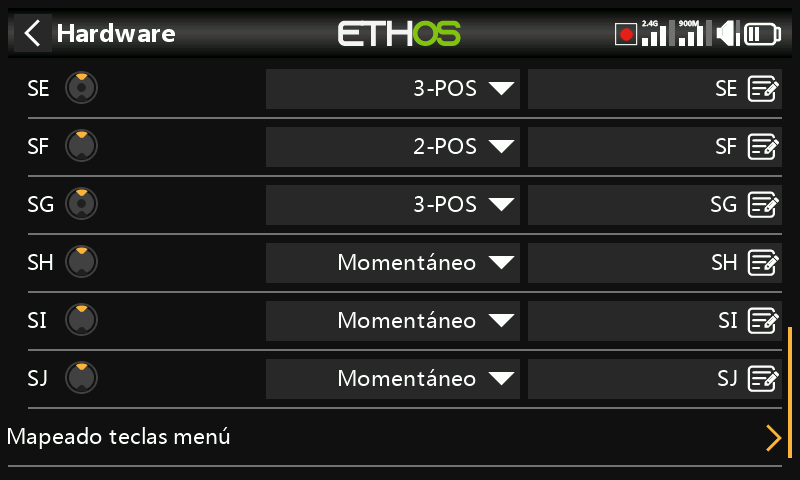 Hardware ETHOS 2.4G 900M
SE 3-POS SE
SF 2-POS SF
SG 3-POS SG
SH Momentáneo SH
SI Momentáneo SI
SJ Momentáneo SJ
Mapeado teclas menú